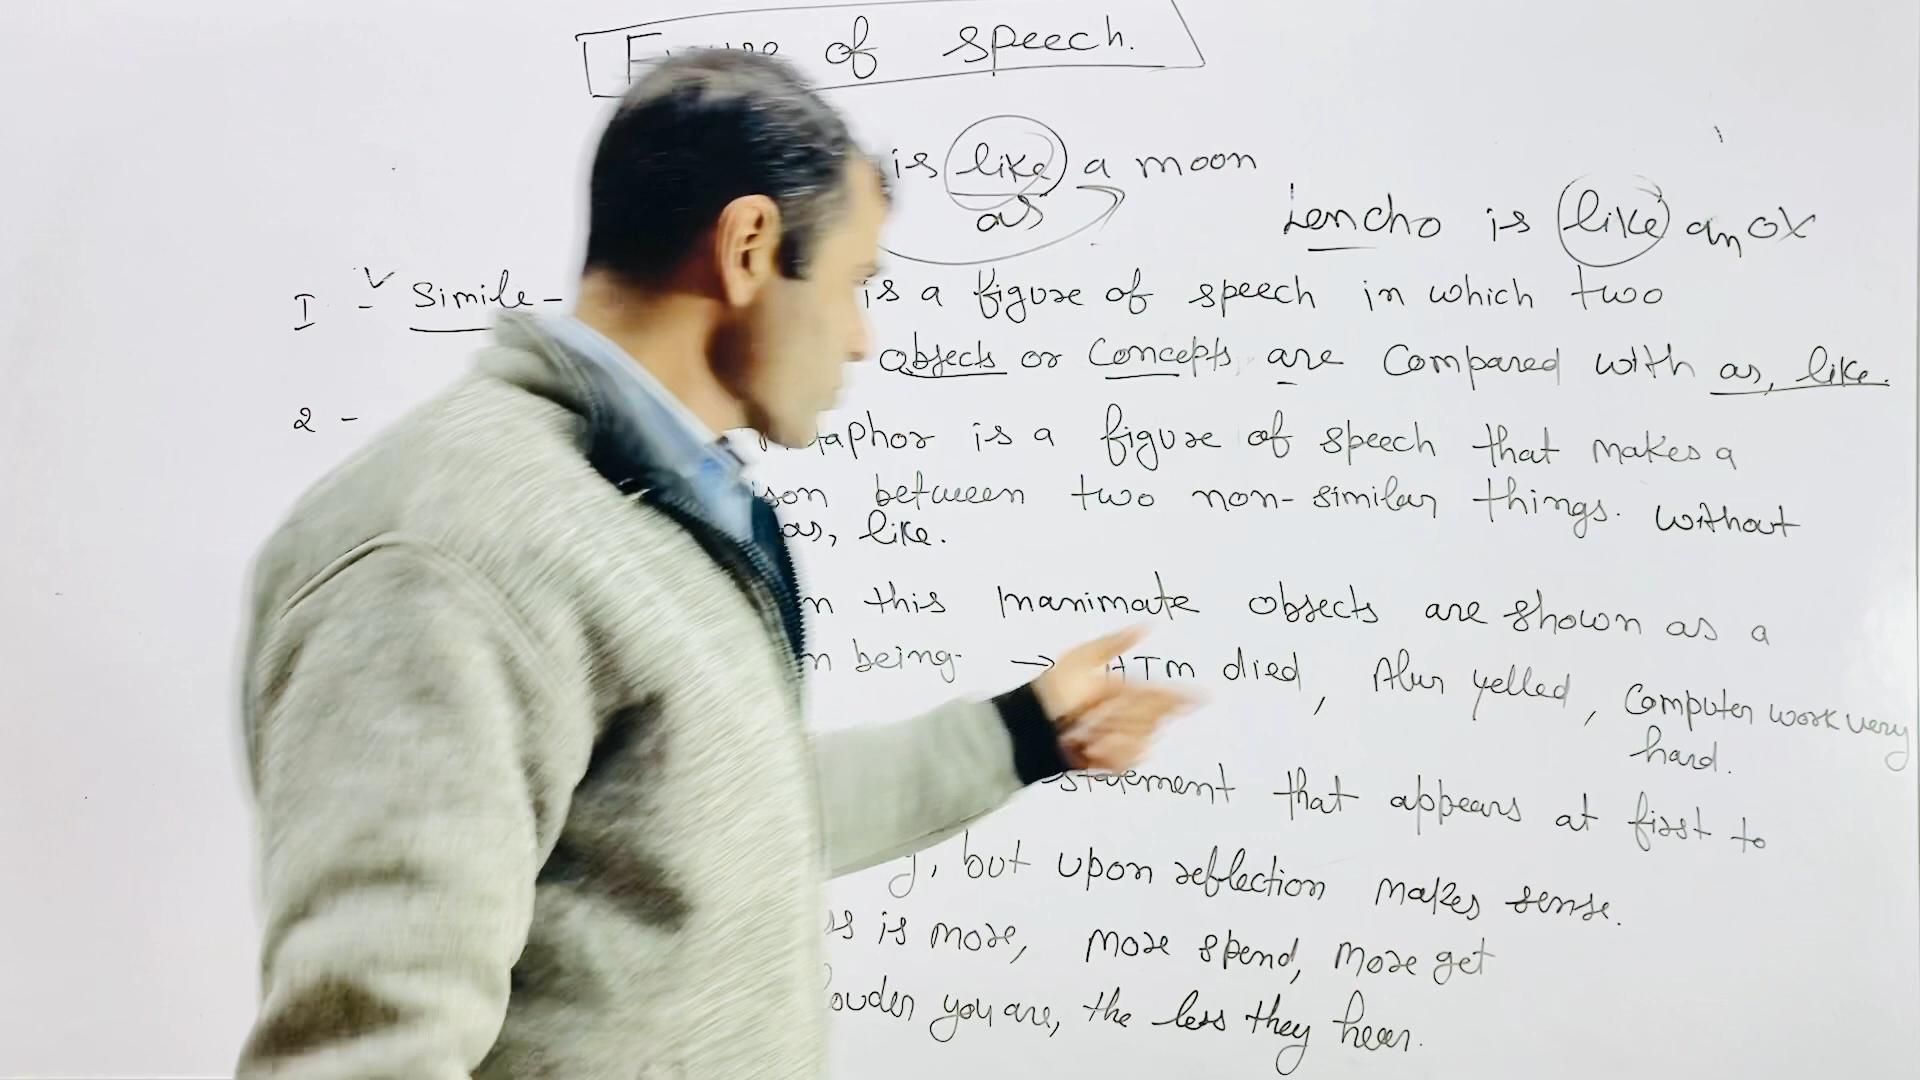 of speech.
is like a moon
as
Lencho is like an ox
I - Simile - is a figure of speech in which two
objects or concepts are compared with as, like.
2 - taphor is a figure of speech that makes a
ison between two non-similar things. without
as, like.
n this inanimate objects are shown as a
n being. → ATM died, yelled, Computer work very
hard.
statement that appears at first to
y, but upon reflection makes sense.
ss is more, more spend, more get
louder you are, the less they hear.